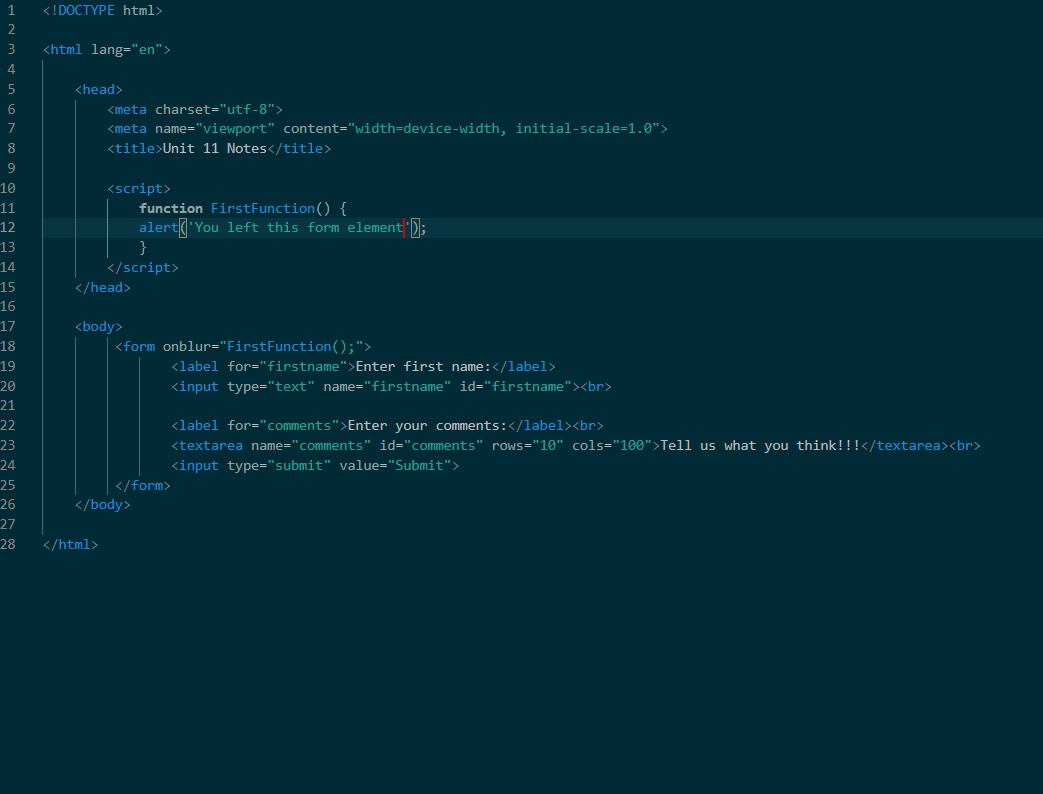 1 <!DOCTYPE html>
2
3 <html lang="en">
4
5     <head>
6         <meta charset="utf-8">
7         <meta name="viewport" content="width=device-width, initial-scale=1.0">
8         <title>Unit 11 Notes</title>
9
10         <script>
11             function FirstFunction() {
12             alert('You left this form element');
13             }
14         </script>
15     </head>
16
17     <body>
18          <form onblur="FirstFunction();">
19                 <label for="firstname">Enter first name:</label>
20                 <input type="text" name="firstname" id="firstname"><br>
21
22                 <label for="comments">Enter your comments:</label><br>
23                 <textarea name="comments" id="comments" rows="10" cols="100">Tell us what you think!!!</textarea><br>
24                 <input type="submit" value="Submit">
25          </form>
26     </body>
27
28 </html>